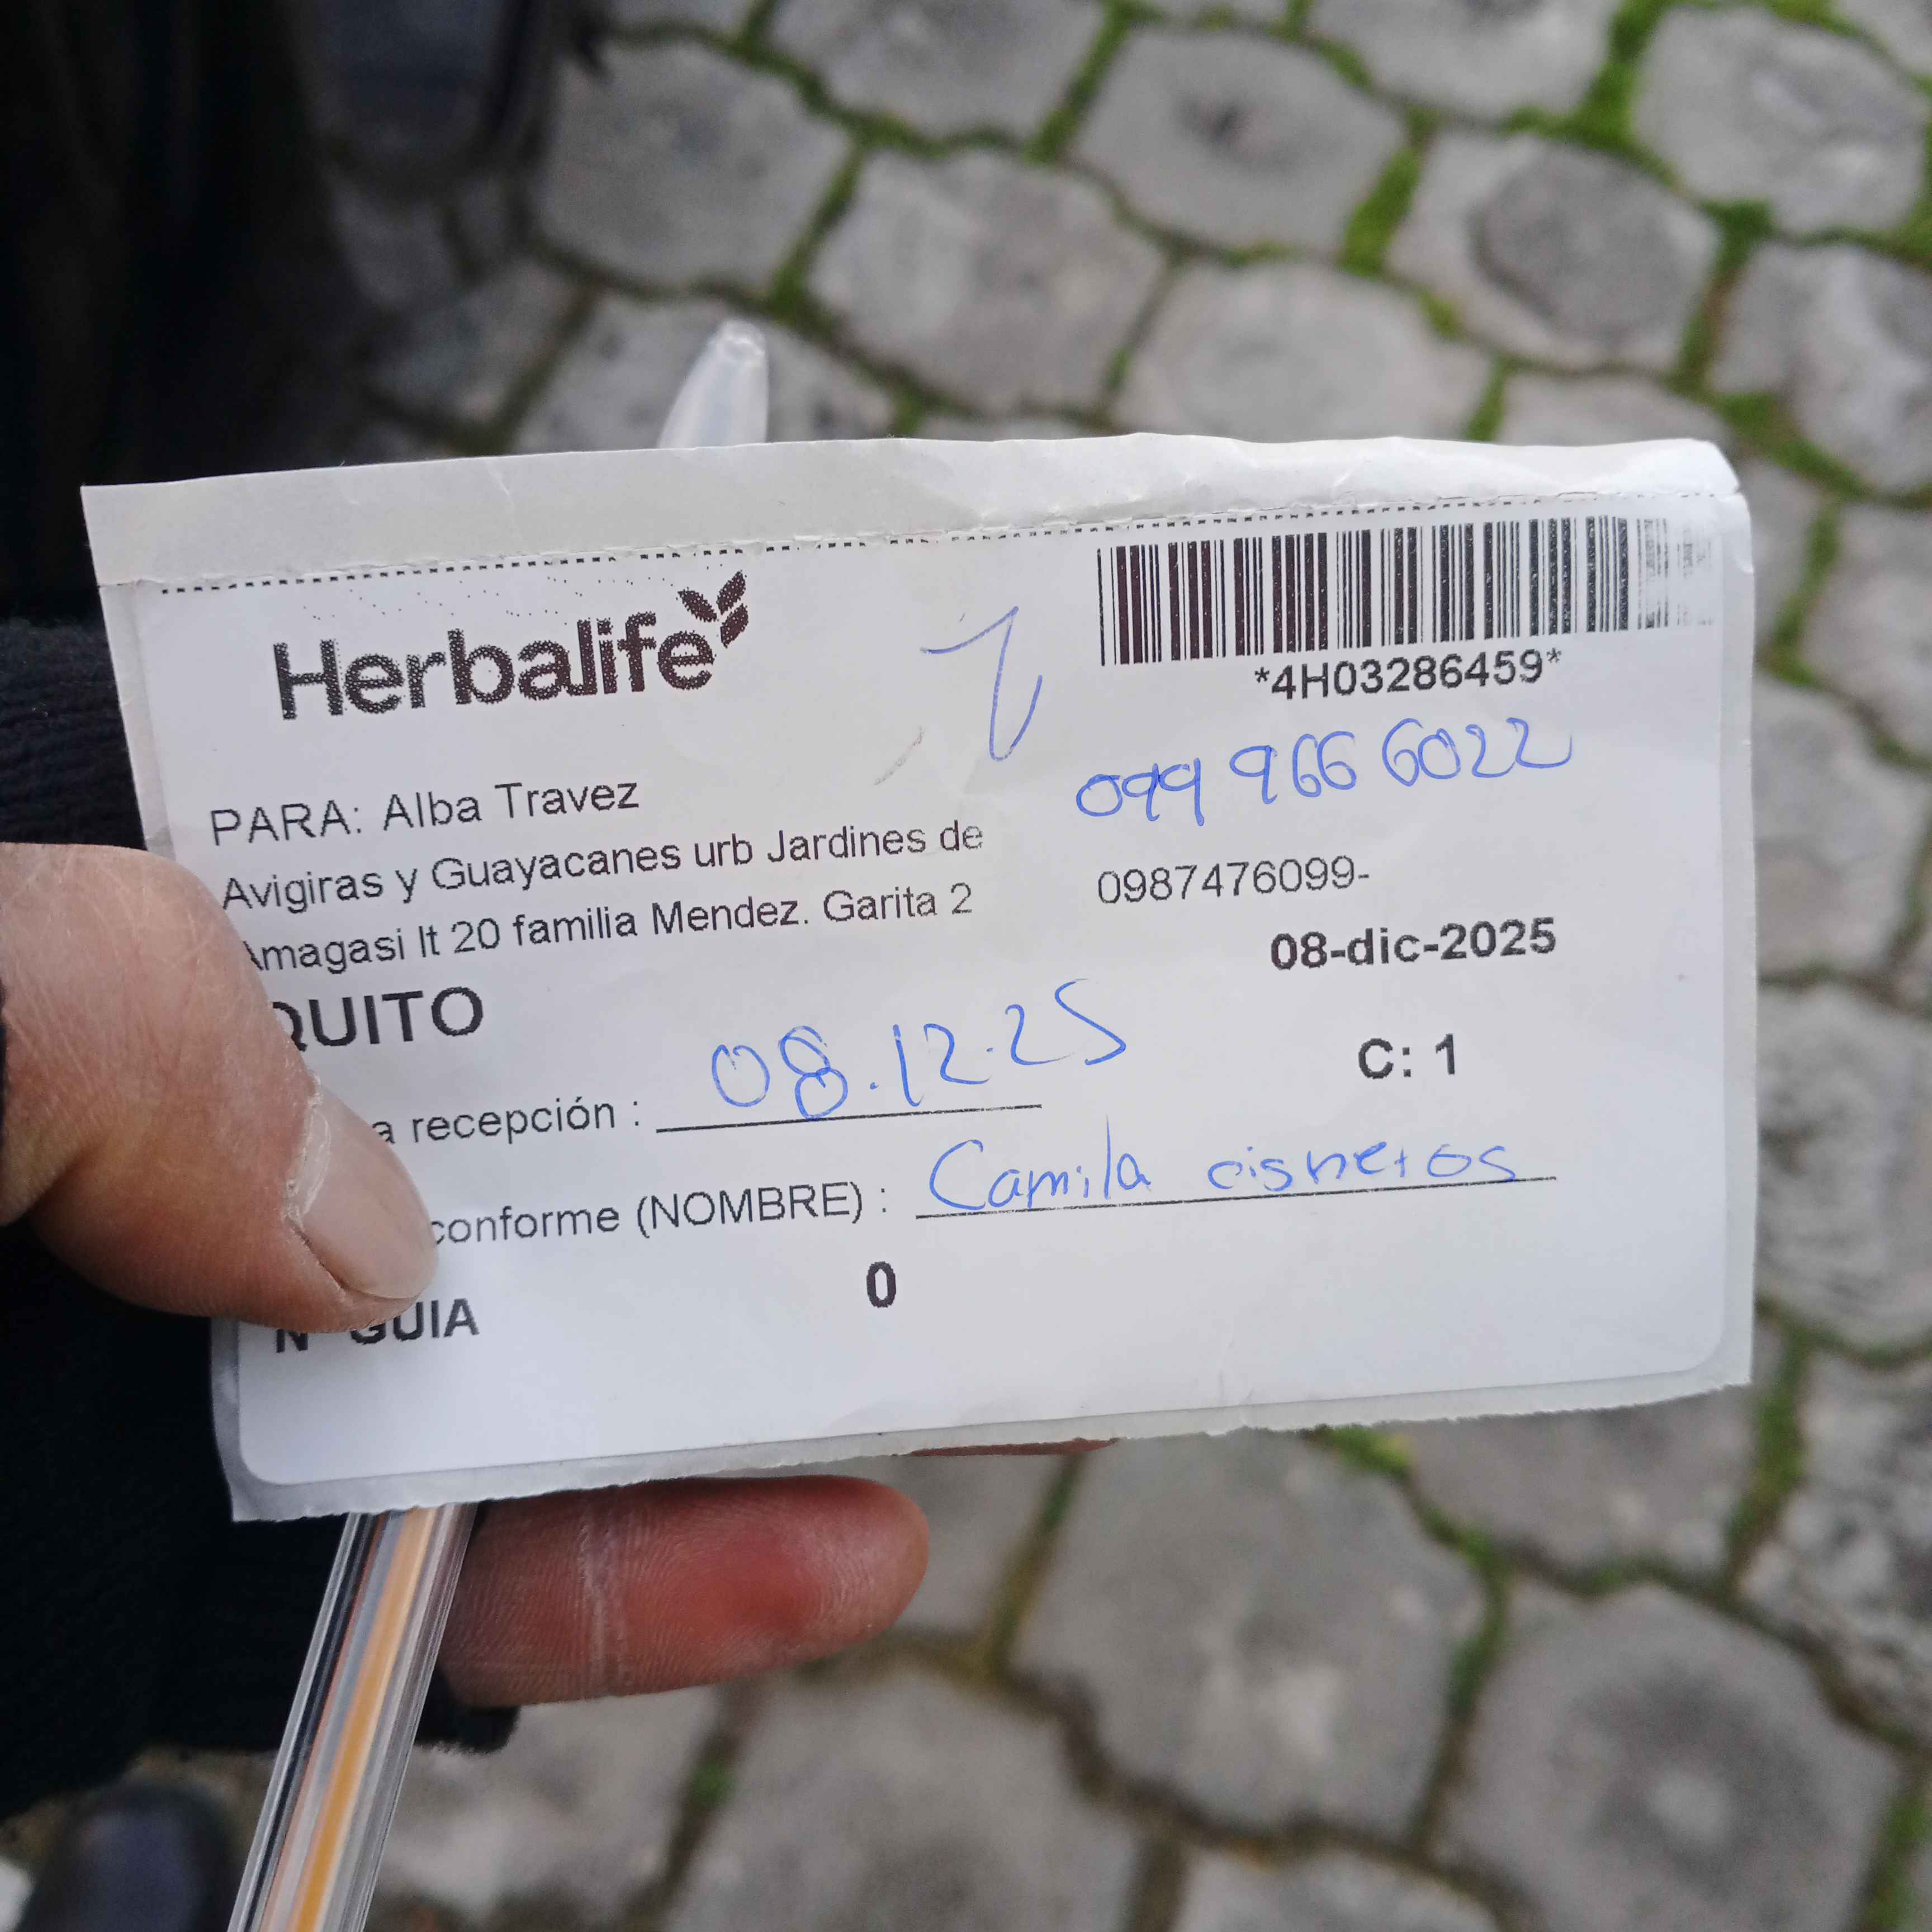 Herbalife
*4H03286459*
099 966 6022
PARA: Alba Travez
Avigiras y Guayacanes urb Jardines de
Amagasi lt 20 familia Mendez. Garita 2
0987476099-
08-dic-2025
QUITO
C: 1
a recepción : 08.12.25
conforme (NOMBRE) : Camila cisneros
N° GUIA 0